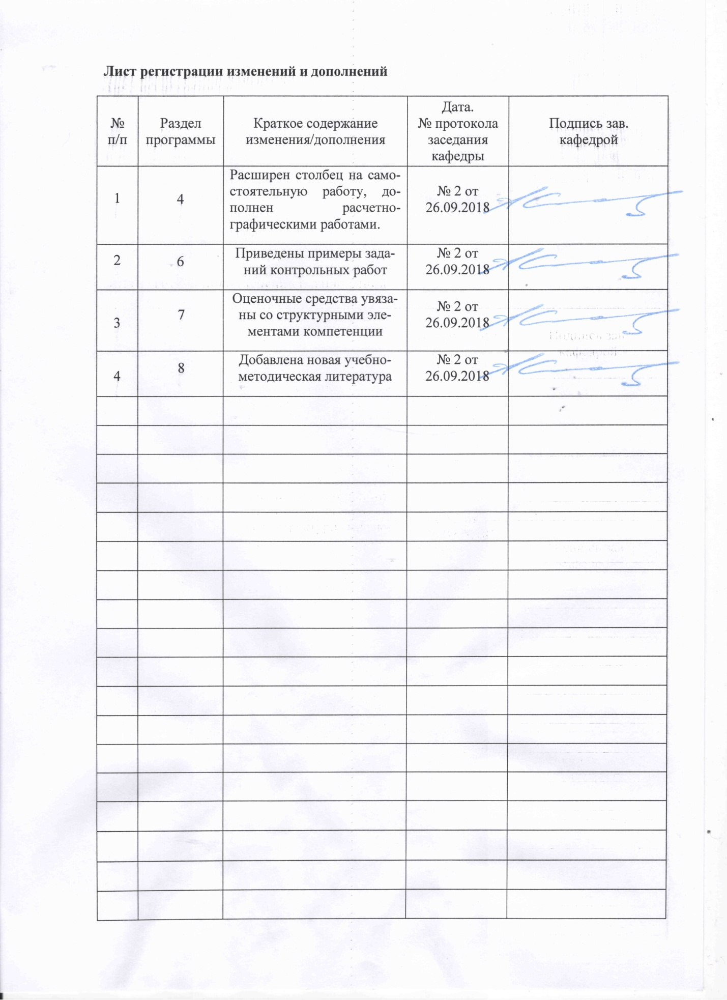 Лист регистрации изменений и дополнений
№
п/п
Раздел
программы
Краткое содержание
изменения/дополнения
Дата.
№ протокола
заседания
кафедры
Подпись зав.
кафедрой
1
4
Расширен столбец на само-
стоятельную работу, до-
полнен расчетно-
графическими работами.
№ 2 от
26.09.2018
2
6
Приведены примеры зада-
ний контрольных работ
№ 2 от
26.09.2018
3
7
Оценочные средства увяза-
ны со структурными эле-
ментами компетенции
№ 2 от
26.09.2018
4
8
Добавлена новая учебно-
методическая литература
№ 2 от
26.09.2018